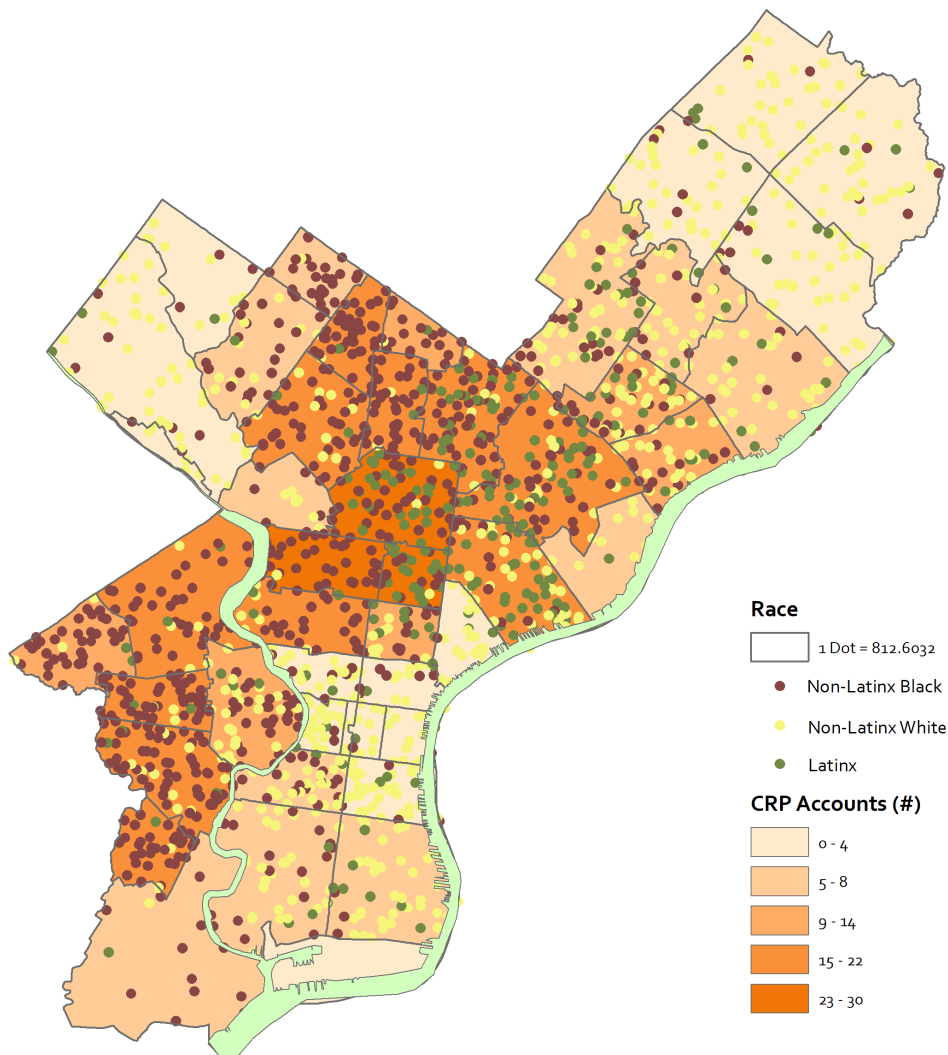 Race
1 Dot = 812.6032
Non-Latinx Black
Non-Latinx White
Latinx
CRP Accounts (#)
0 - 4
5 - 8
9 - 14
15 - 22
23 - 30